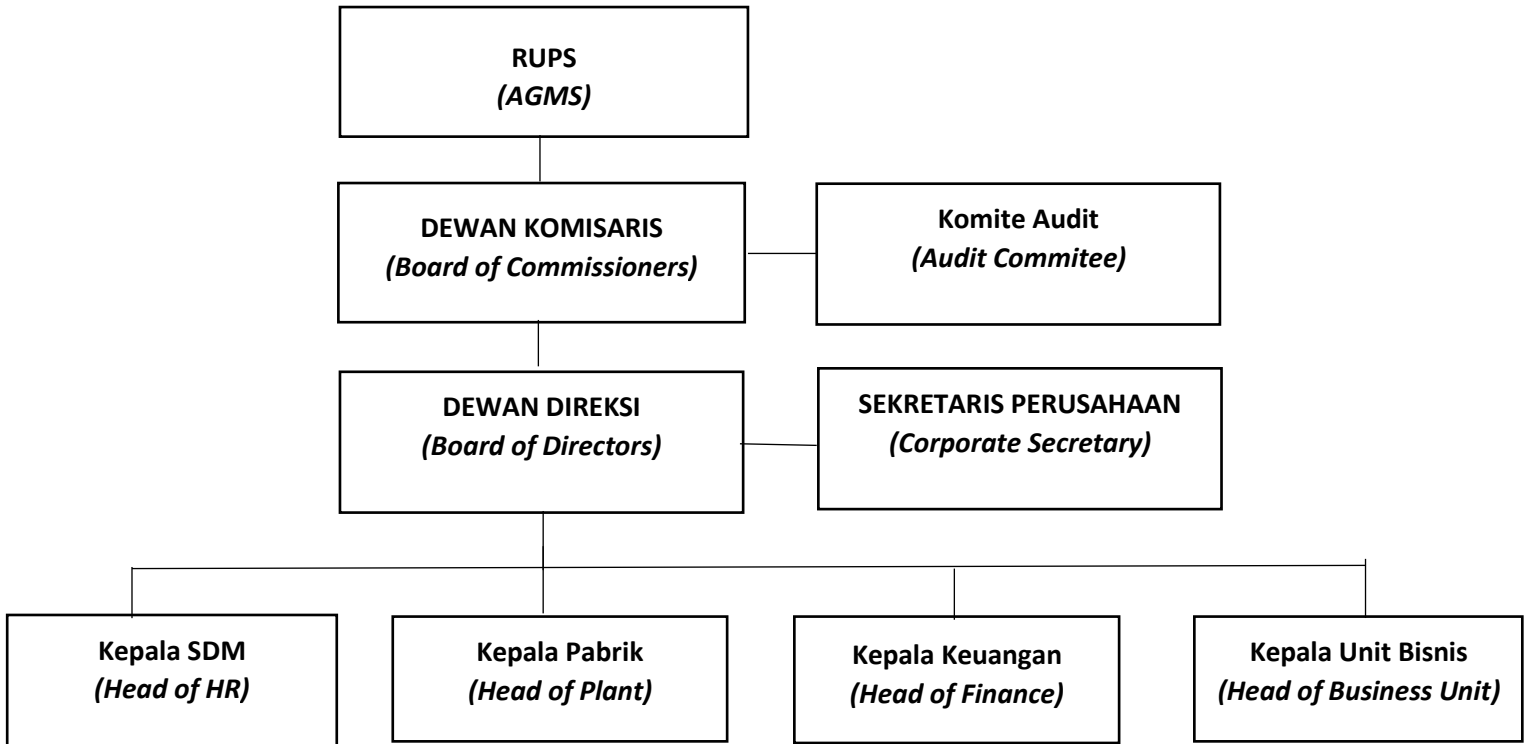 RUPS
(AGMS)
DEWAN KOMISARIS
(Board of Commissioners)
Komite Audit
(Audit Commitee)
DEWAN DIREKSI
(Board of Directors)
SEKRETARIS PERUSAHAAN
(Corporate Secretary)
Kepala SDM
(Head of HR)
Kepala Pabrik
(Head of Plant)
Kepala Keuangan
(Head of Finance)
Kepala Unit Bisnis
(Head of Business Unit)